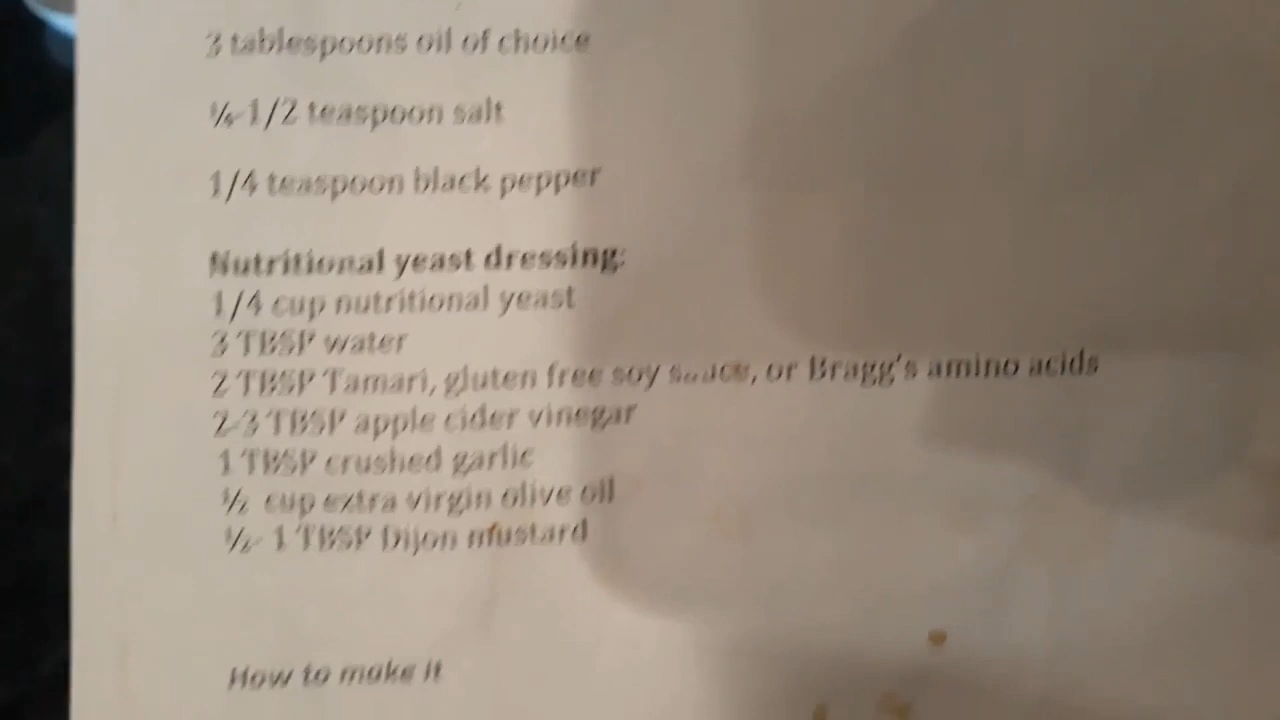 3 tablespoons oil of choice
¼-1/2 teaspoon salt
1/4 teaspoon black pepper
Nutritional yeast dressing:
1/4 cup nutritional yeast
3 TBSP water
2 TBSP Tamari, gluten free soy sauce, or Bragg's amino acids
2-3 TBSP apple cider vinegar
1 TBSP crushed garlic
½ cup extra virgin olive oil
½- 1 TBSP Dijon mustard
How to make it